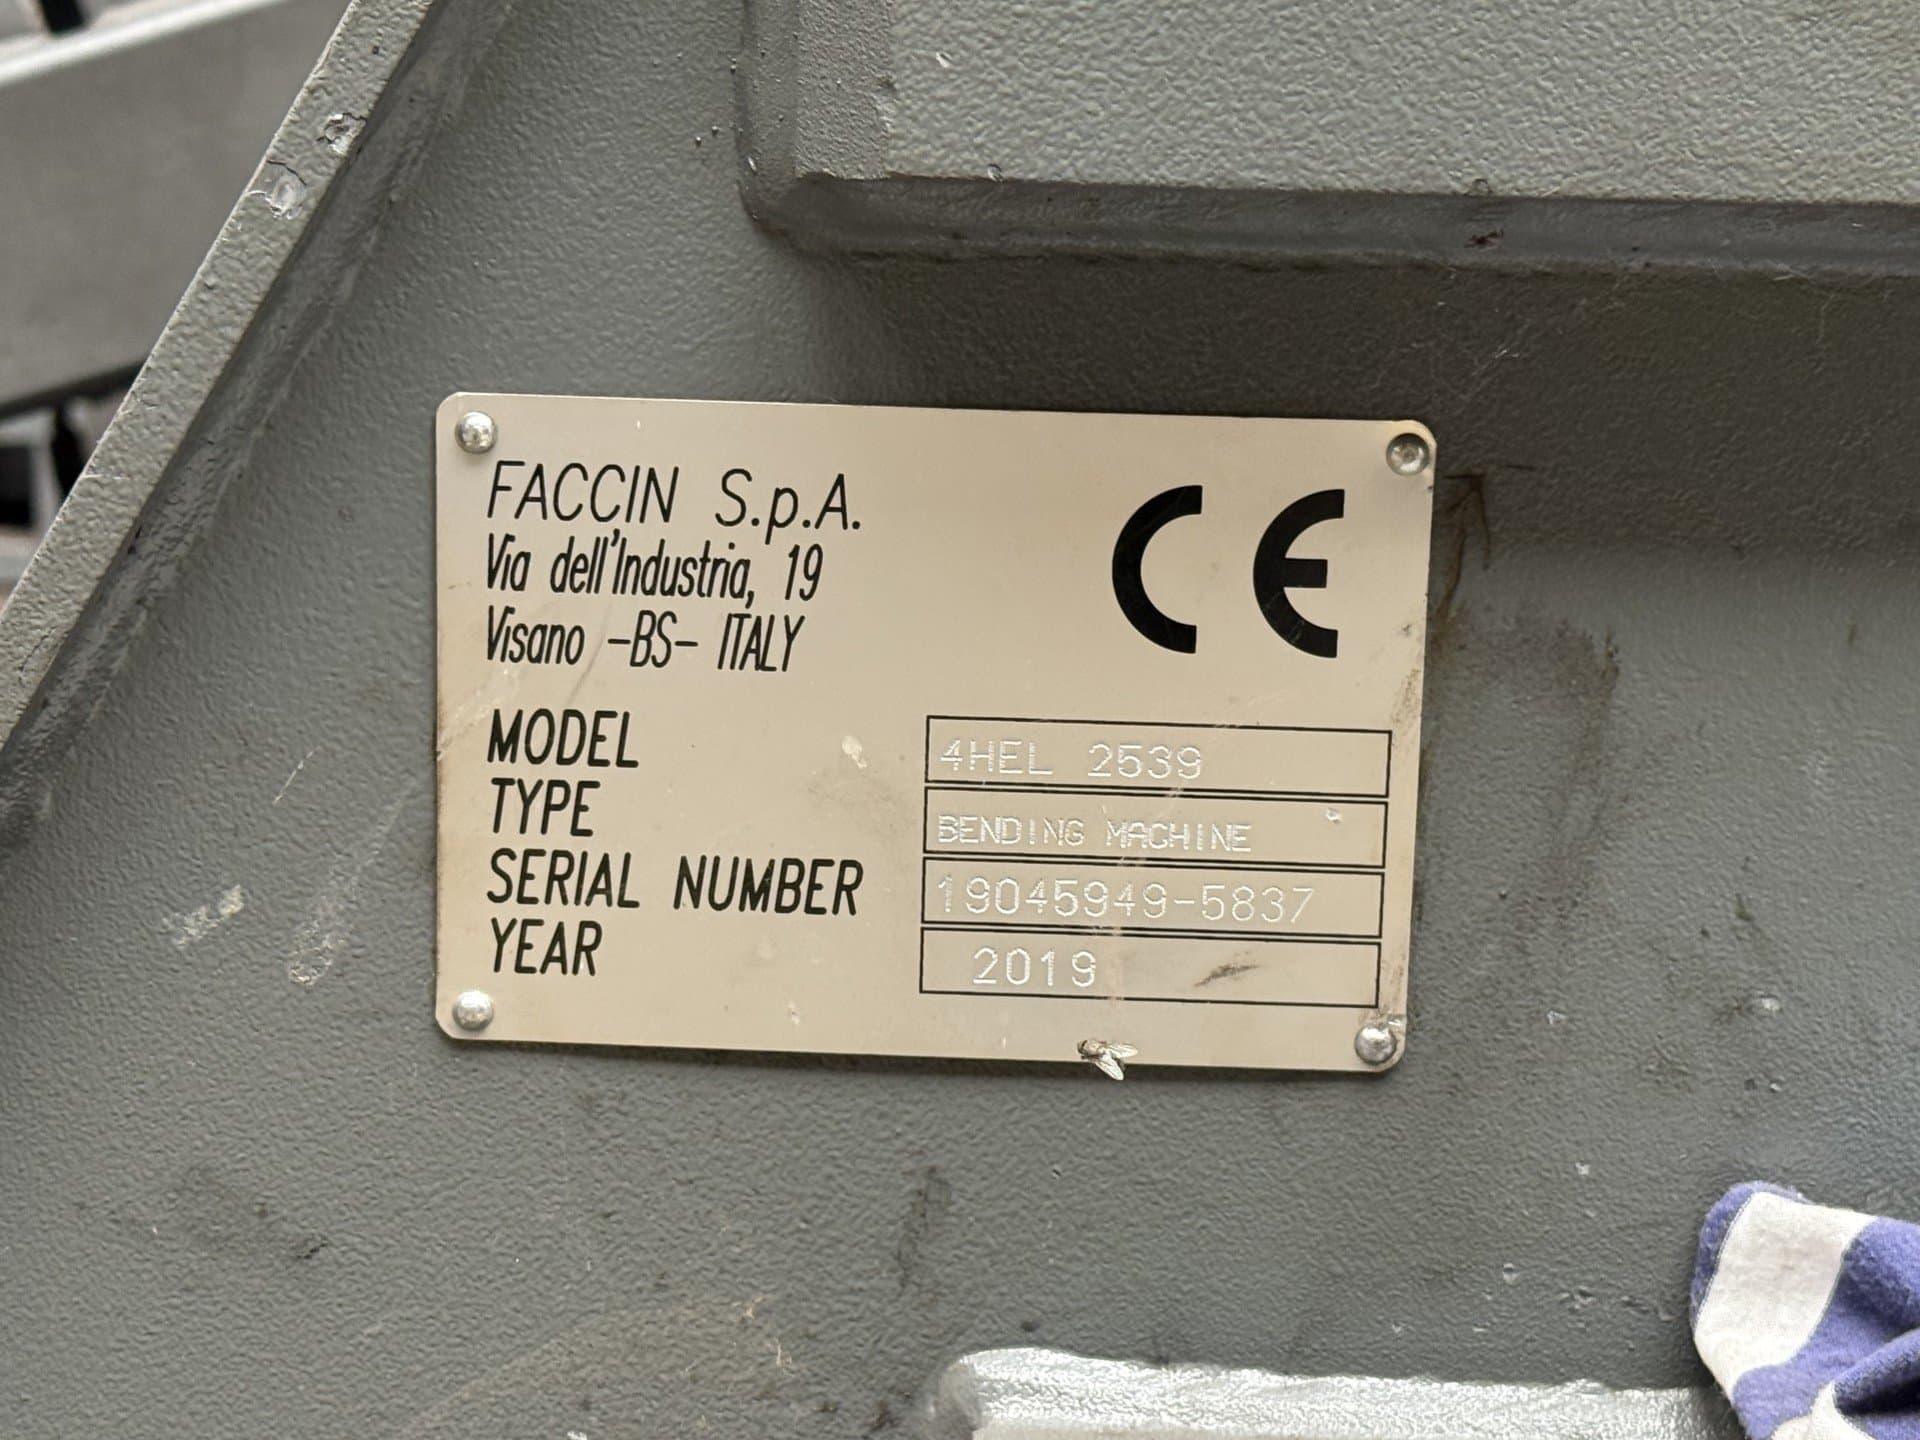 FACCIN S.p.A.
Via dell'Industria, 19
Visano -BS- ITALY
CE
MODEL 4HEL 2539
TYPE BENDING MACHINE
SERIAL NUMBER 19045949-5837
YEAR 2019